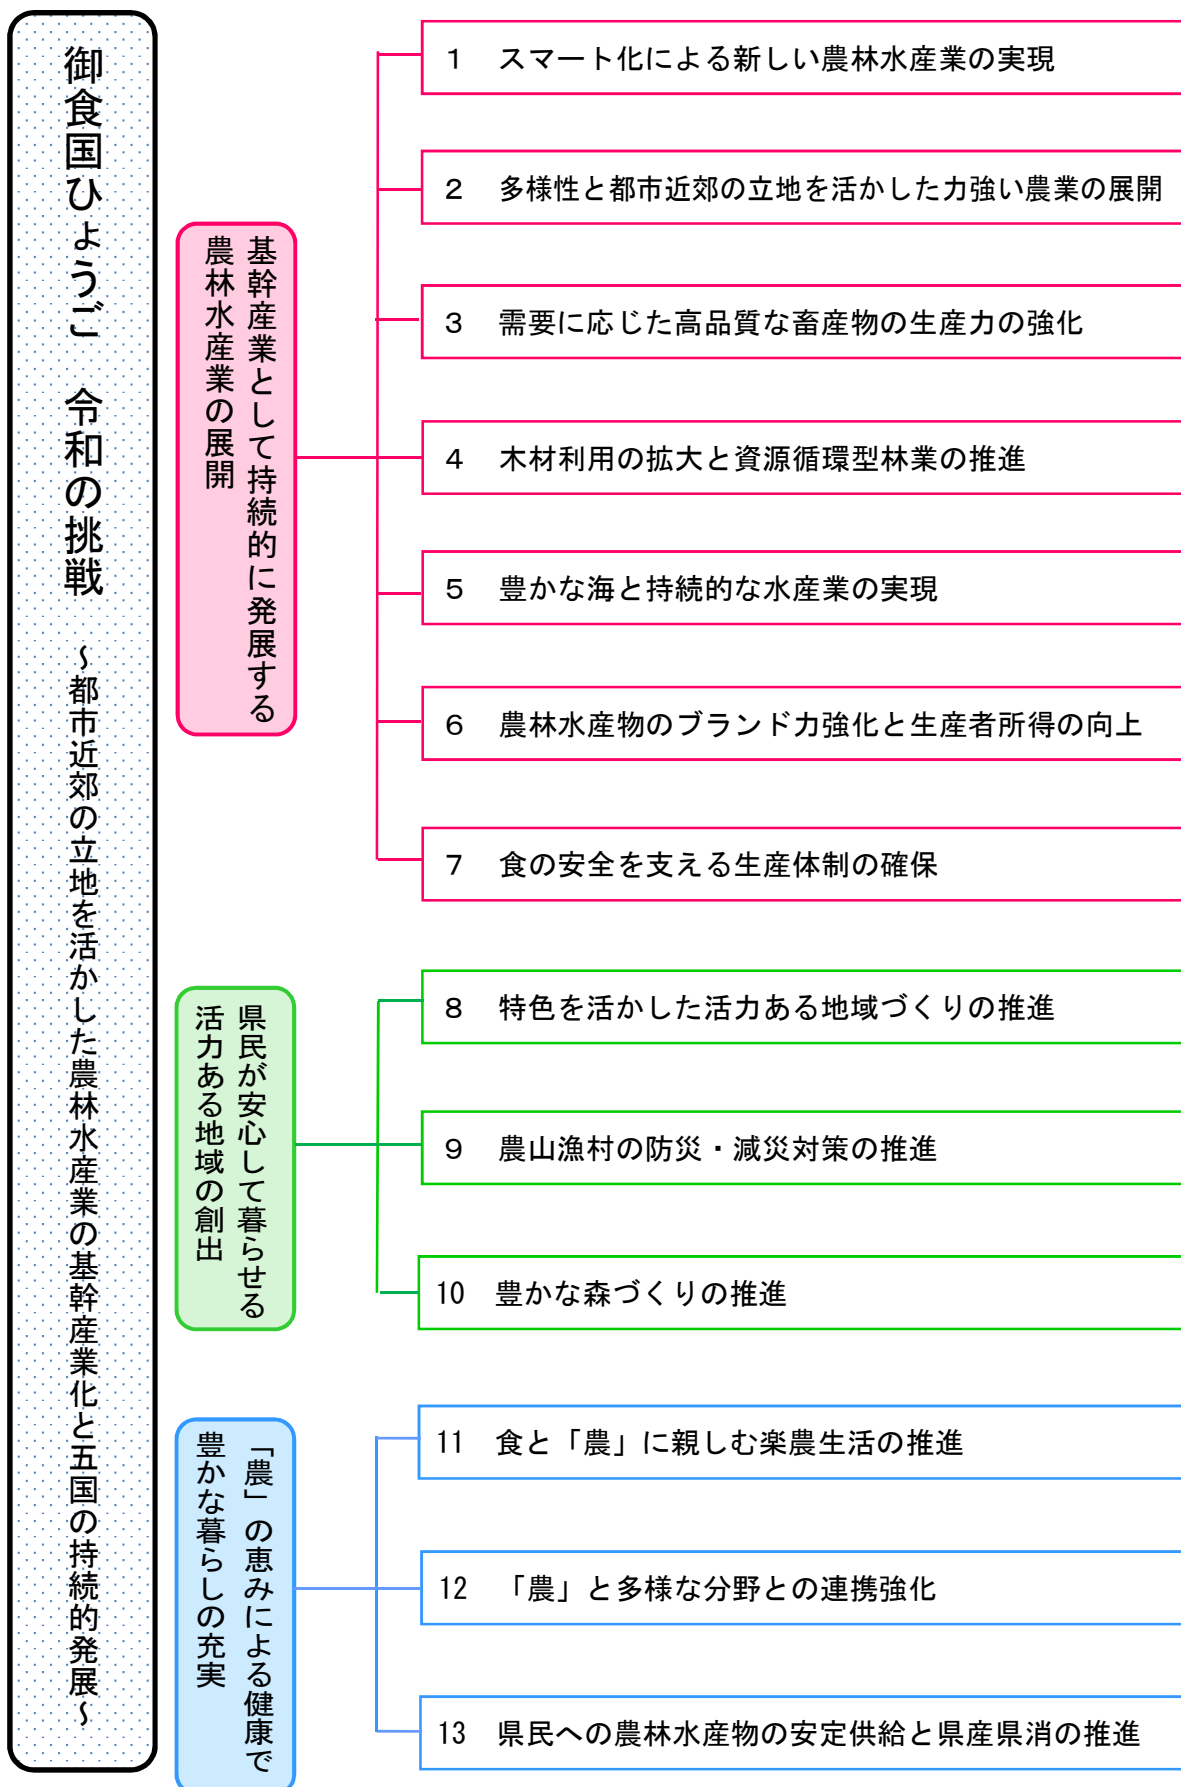 御食国ひょうご　令和の挑戦　～都市近郊の立地を活かした農林水産業の基幹産業化と五国の持続的発展～
基幹産業として持続的に発展する
農林水産業の展開
1　スマート化による新しい農林水産業の実現
2　多様性と都市近郊の立地を活かした力強い農業の展開
3　需要に応じた高品質な畜産物の生産力の強化
4　木材利用の拡大と資源循環型林業の推進
5　豊かな海と持続的な水産業の実現
6　農林水産物のブランド力強化と生産者所得の向上
7　食の安全を支える生産体制の確保
県民が安心して暮らせる
活力ある地域の創出
8　特色を活かした活力ある地域づくりの推進
9　農山漁村の防災・減災対策の推進
10　豊かな森づくりの推進
「農」の恵みによる健康で
豊かな暮らしの充実
11　食と「農」に親しむ楽農生活の推進
12　「農」と多様な分野との連携強化
13　県民への農林水産物の安定供給と県産県消の推進